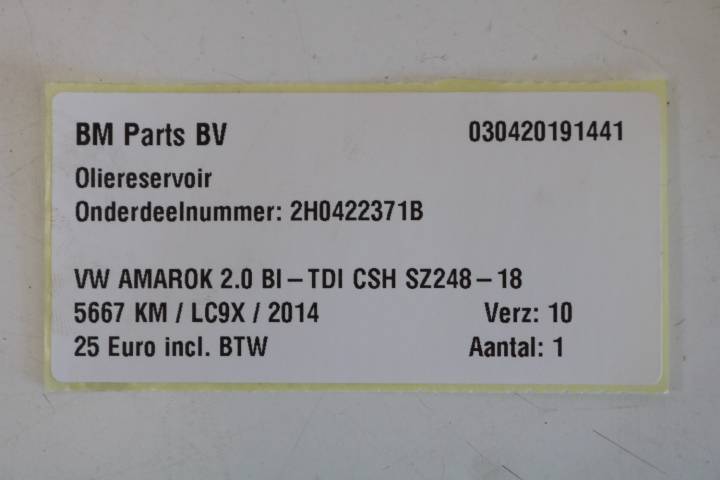 BM Parts BV 030420191441
Oliereservoir
Onderdeelnummer: 2H0422371B
VW AMAROK 2.0 BI-TDI CSH SZ248-18
5667 KM / LC9X / 2014 Verz: 10
25 Euro incl. BTW Aantal: 1